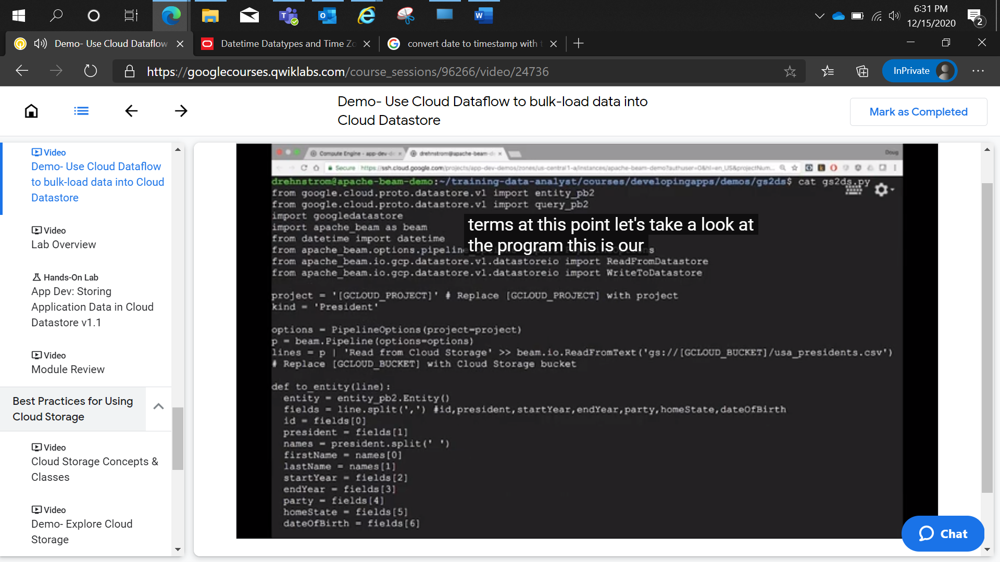 6:31 PM
12/15/2020
2
Demo- Use Cloud Dataflow
Datetime Datatypes and Time Zo
convert date to timestamp with t
https://googlecourses.qwiklabs.com/course_sessions/96266/video/24736
InPrivate
Demo- Use Cloud Dataflow to bulk-load data into
Cloud Datastore
Mark as Completed
Video
Demo- Use Cloud Dataflow
to bulk-load data into Cloud
Datastore
Video
Lab Overview
Hands-On Lab
App Dev: Storing
Application Data in Cloud
Datastore v1.1
Video
Module Review
Best Practices for Using
Cloud Storage
Video
Cloud Storage Concepts &
Classes
Video
Demo- Explore Cloud
Storage
Compute Engine - app-dev-d
drehnstrom@apache-beam-d
Doug
Secure
https://ssh.cloud.google.com/projects/app-dev-demos/zones/us-central1-a/instances/apache-beam-demo?authuser=0&hl=en_US&projectNum...
drehnstrom@apache-beam-demo:~/training-data-analyst/courses/developingapps/demos/gs2ds$ cat gs2ds.py
from google.cloud.proto.datastore.v1 import entity_pb2
from google.cloud.proto.datastore.v1 import query_pb2
import googledatastore
import apache_beam as beam
from datetime import datetime
from apache_beam.options.pipeline
from apache_beam.io.gcp.datastore.v1.datastoreio import ReadFromDatastore
from apache_beam.io.gcp.datastore.v1.datastoreio import WriteToDatastore
terms at this point let's take a look at
the program this is our
project = '[GCLOUD_PROJECT]' # Replace [GCLOUD_PROJECT] with project
kind = 'President'
options = PipelineOptions(project=project)
p = beam.Pipeline(options=options)
lines = p | 'Read from Cloud Storage' >> beam.io.ReadFromText('gs://[GCLOUD_BUCKET]/usa_presidents.csv')
# Replace [GCLOUD_BUCKET] with Cloud Storage bucket
def to_entity(line):
entity = entity_pb2.Entity()
fields = line.split(',') #id,president,startYear,endYear,party,homeState,dateOfBirth
id = fields[0]
president = fields[1]
names = president.split(' ')
firstName = names[0]
lastName = names[1]
startYear = fields[2]
endYear = fields[3]
party = fields[4]
homeState = fields[5]
dateOfBirth = fields[6]
Chat